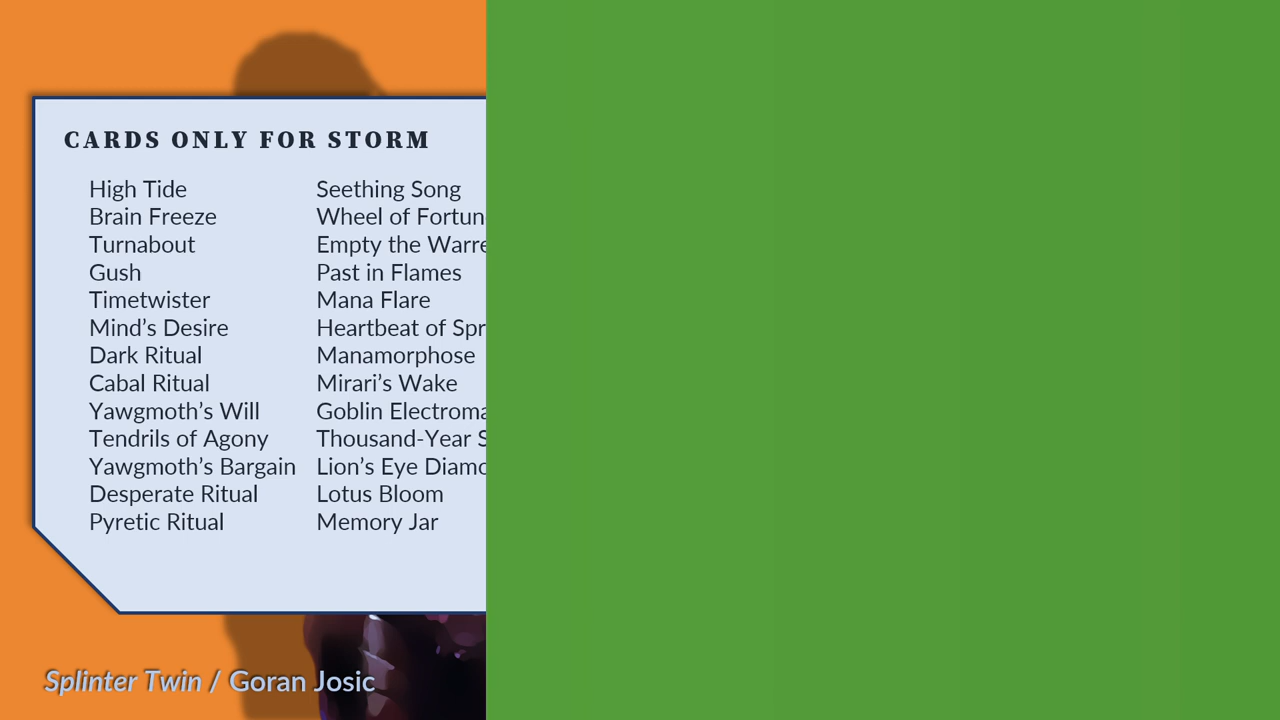 CARDS ONLY FOR STORM
High Tide
Brain Freeze
Turnabout
Gush
Timetwister
Mind’s Desire
Dark Ritual
Cabal Ritual
Yawgmoth’s Will
Tendrils of Agony
Yawgmoth’s Bargain
Desperate Ritual
Pyretic Ritual
Seething Song
Wheel of
Empty the
Past in Flames
Mana Flare
Heartbeat of
Manamorphose
Mirari’s Wake
Goblin
Thousand-Year
Lion’s Eye
Lotus Bloom
Memory Jar
Splinter Twin / Goran Josic